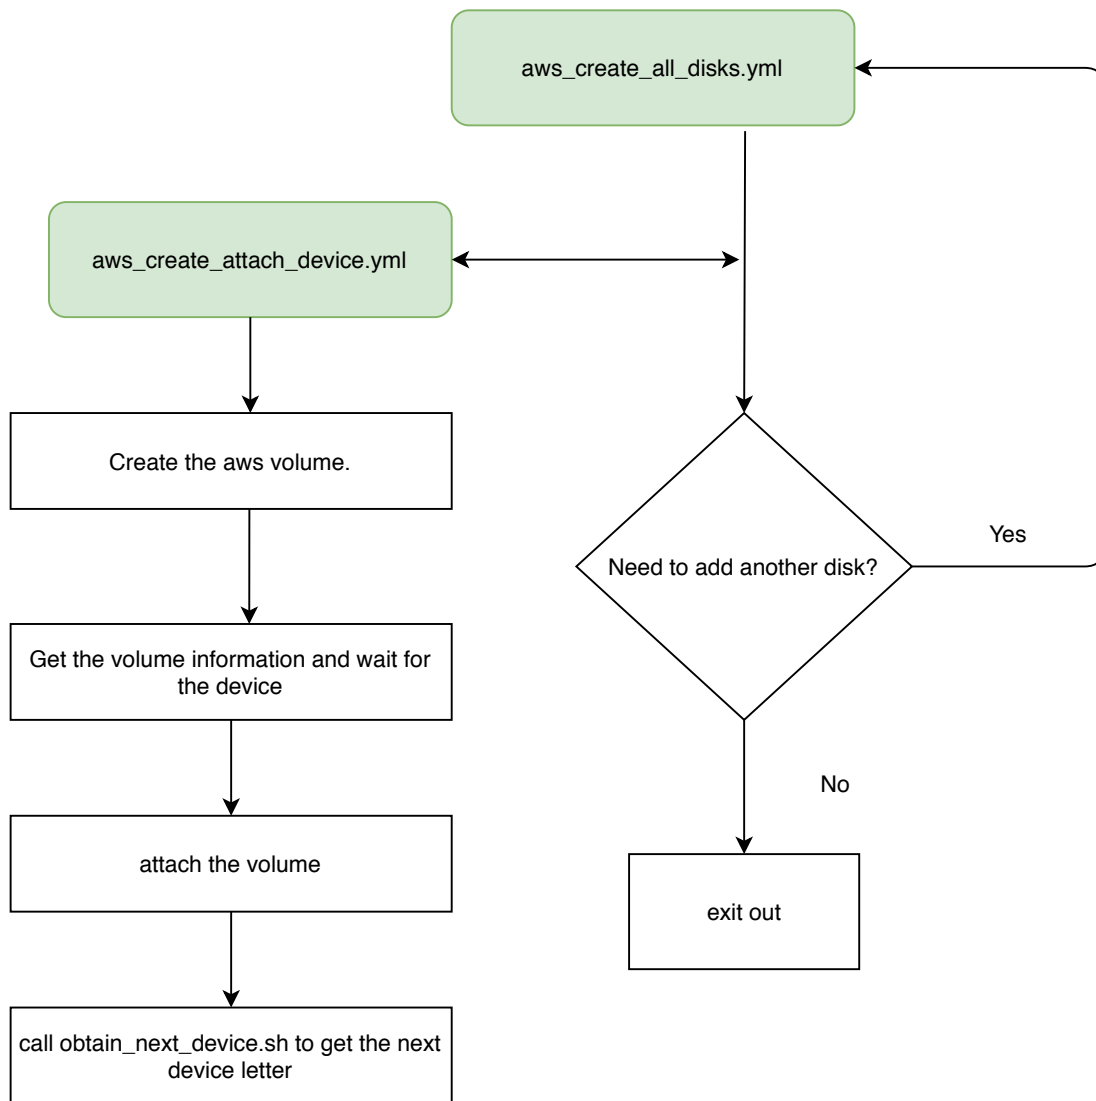 aws_create_all_disks.yml
aws_create_attach_device.yml
Create the aws volume.
Yes
Need to add another disk?
Get the volume information and wait for
the device
No
attach the volume
exit out
call obtain_next_device.sh to get the next
device letter